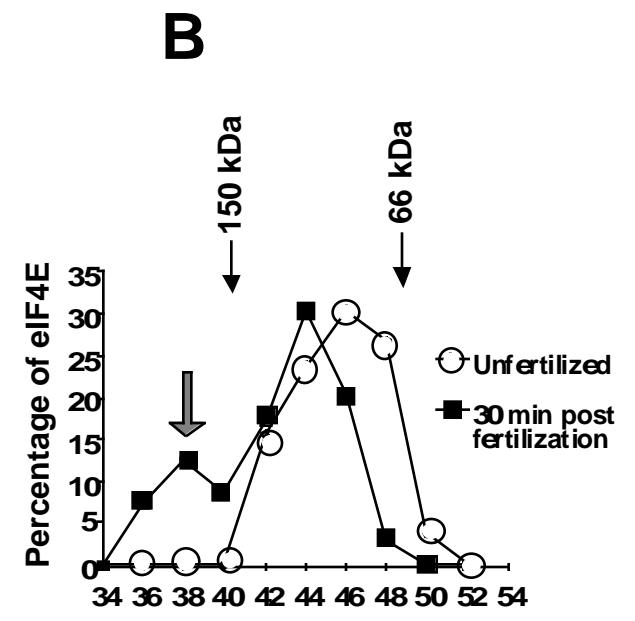 B
150 kDa
66 kDa
Percentage of eIF4E
35
30
25
20
15
10
5
0
34 36 38 40 42 44 46 48 50 52 54
Unfertilized
30 min post
fertilization